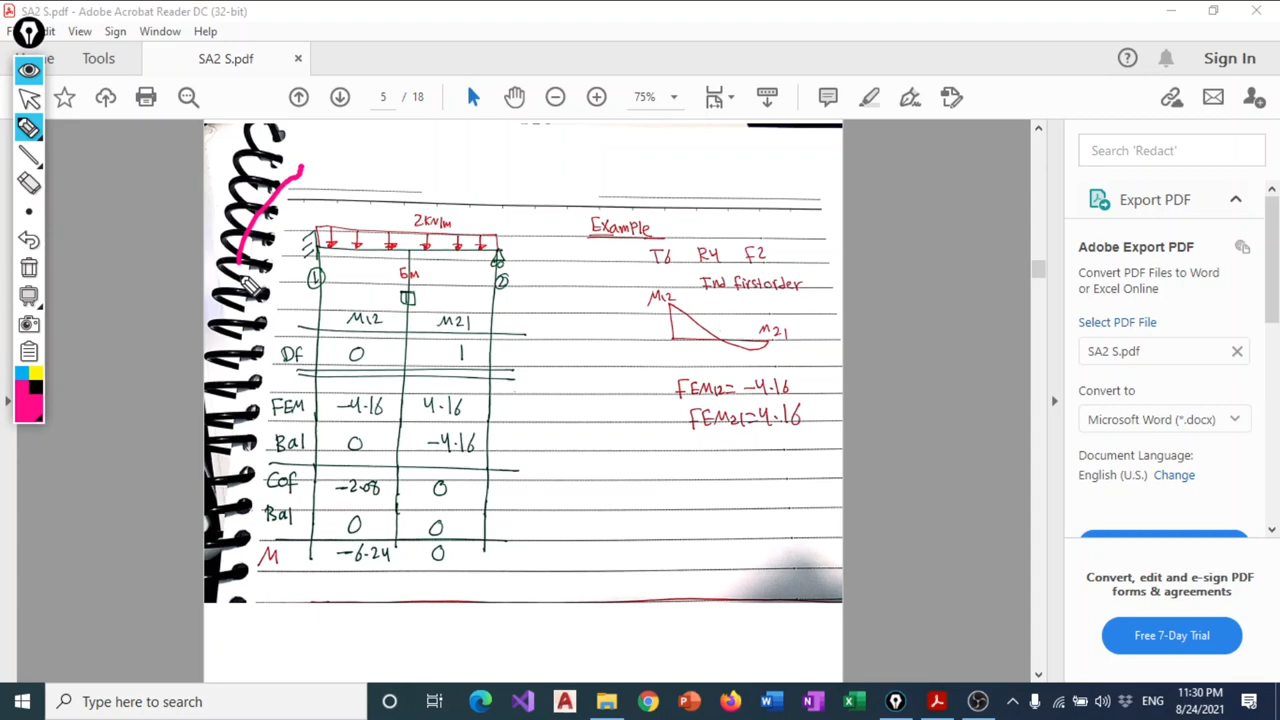 SA2 S.pdf - Adobe Acrobat Reader DC (32-bit)
View Sign Window Help
Tools SA2 S.pdf Sign In
5 / 18 75%
Search 'Redact'
Export PDF
Adobe Export PDF
Convert PDF Files to Word
or Excel Online
Select PDF File
SA2 S.pdf
Convert to
Microsoft Word (*.docx)
Document Language:
English (U.S.) Change
Convert, edit and e-sign PDF
forms & agreements
Free 7-Day Trial
2KN/m
1 5m 2
M12 M21
Df 0 1
FEM -4.16 4.16
Bal 0 -4.16
Cof -2.08 0
Bal 0 0
M -6.24 0
Example
T6 R4 F2
Ind first order
M12
M21
FEM12= -4.16
FEM21=4.16
Type here to search
ENG
11:30 PM
8/24/2021